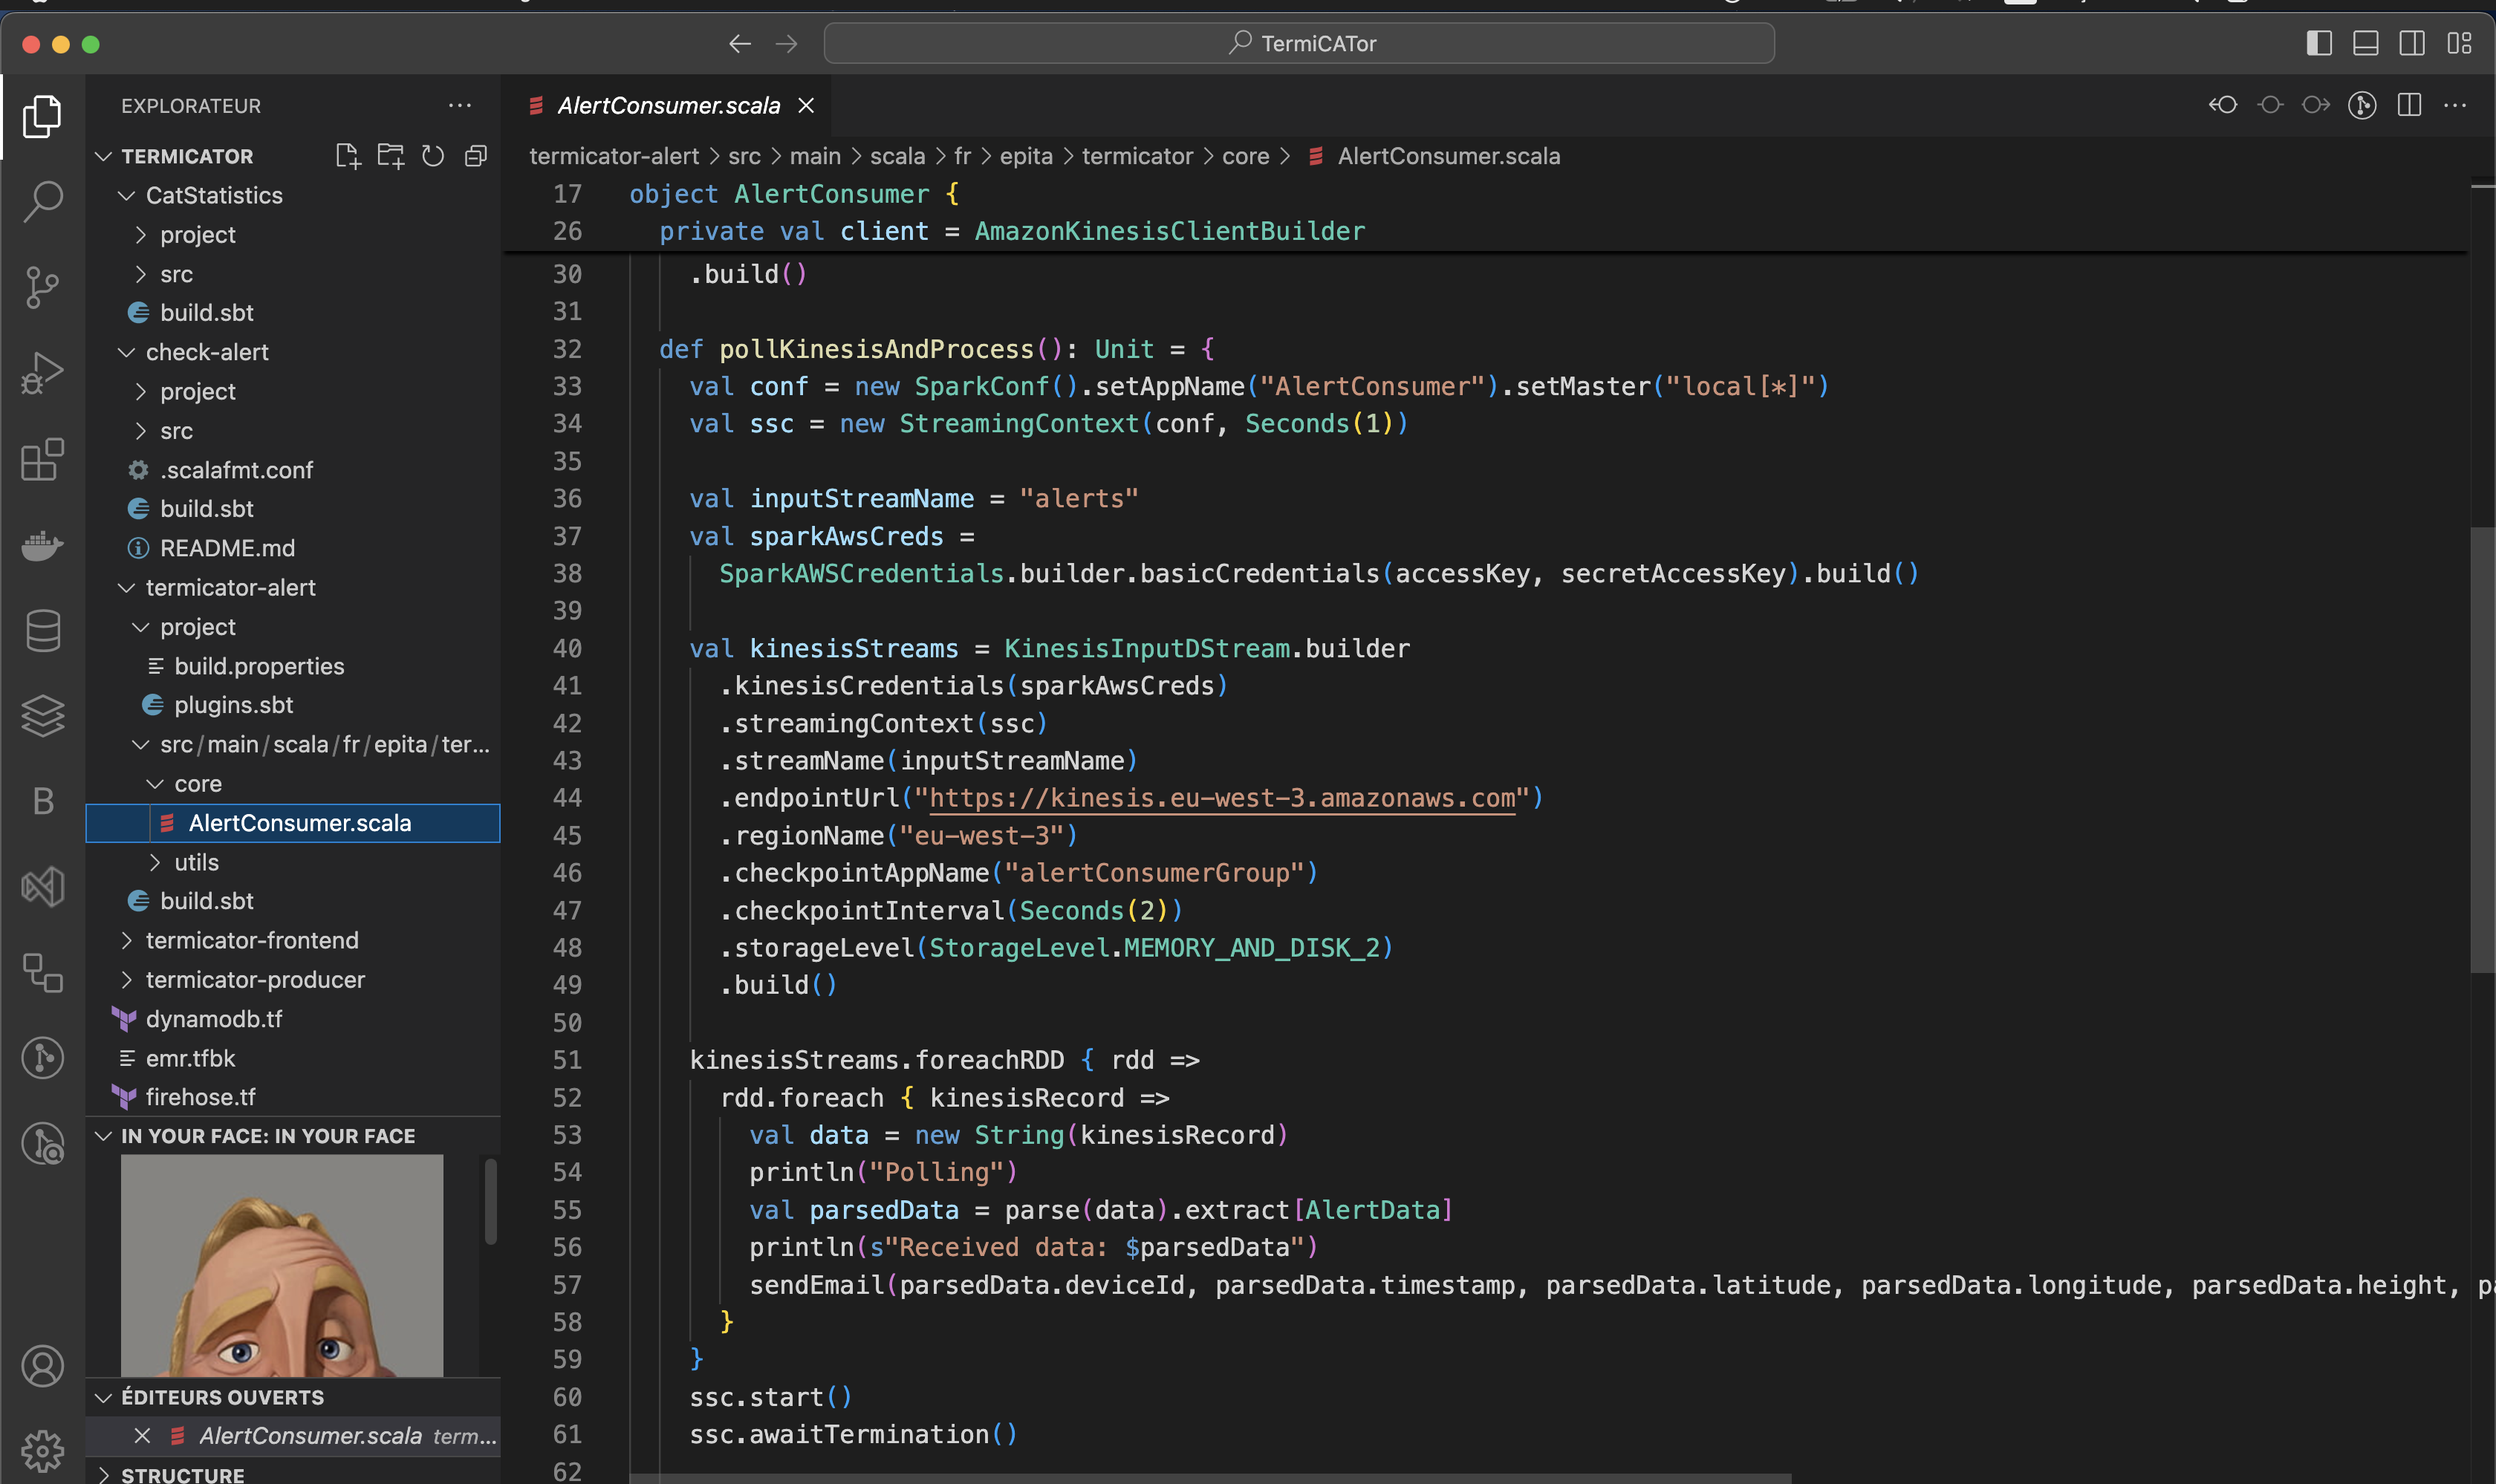 TermiCATor
EXPLORATEUR
TERMICATOR
CatStatistics
project
src
build.sbt
check-alert
project
src
.scalafmt.conf
build.sbt
README.md
termicator-alert
project
build.properties
plugins.sbt
src/main/scala/fr/epita/ter...
core
AlertConsumer.scala
utils
build.sbt
termicator-frontend
termicator-producer
dynamodb.tf
emr.tfbk
firehose.tf
IN YOUR FACE: IN YOUR FACE
ÉDITEURS OUVERTS
AlertConsumer.scala term...
STRUCTURE
AlertConsumer.scala
termicator-alert > src > main > scala > fr > epita > termicator > core > AlertConsumer.scala
17 object AlertConsumer {
26 private val client = AmazonKinesisClientBuilder
30 .build()
31
32 def pollKinesisAndProcess(): Unit = {
33 val conf = new SparkConf().setAppName("AlertConsumer").setMaster("local[*]")
34 val ssc = new StreamingContext(conf, Seconds(1))
35
36 val inputStreamName = "alerts"
37 val sparkAwsCreds =
38 SparkAWSCredentials.builder.basicCredentials(accessKey, secretAccessKey).build()
39
40 val kinesisStreams = KinesisInputDStream.builder
41 .kinesisCredentials(sparkAwsCreds)
42 .streamingContext(ssc)
43 .streamName(inputStreamName)
44 .endpointUrl("https://kinesis.eu-west-3.amazonaws.com")
45 .regionName("eu-west-3")
46 .checkpointAppName("alertConsumerGroup")
47 .checkpointInterval(Seconds(2))
48 .storageLevel(StorageLevel.MEMORY_AND_DISK_2)
49 .build()
50
51 kinesisStreams.foreachRDD { rdd =>
52 rdd.foreach { kinesisRecord =>
53 val data = new String(kinesisRecord)
54 println("Polling")
55 val parsedData = parse(data).extract[AlertData]
56 println(s"Received data: $parsedData")
57 sendEmail(parsedData.deviceId, parsedData.timestamp, parsedData.latitude, parsedData.longitude, parsedData.height,
58 }
59 }
60 ssc.start()
61 ssc.awaitTermination()
62